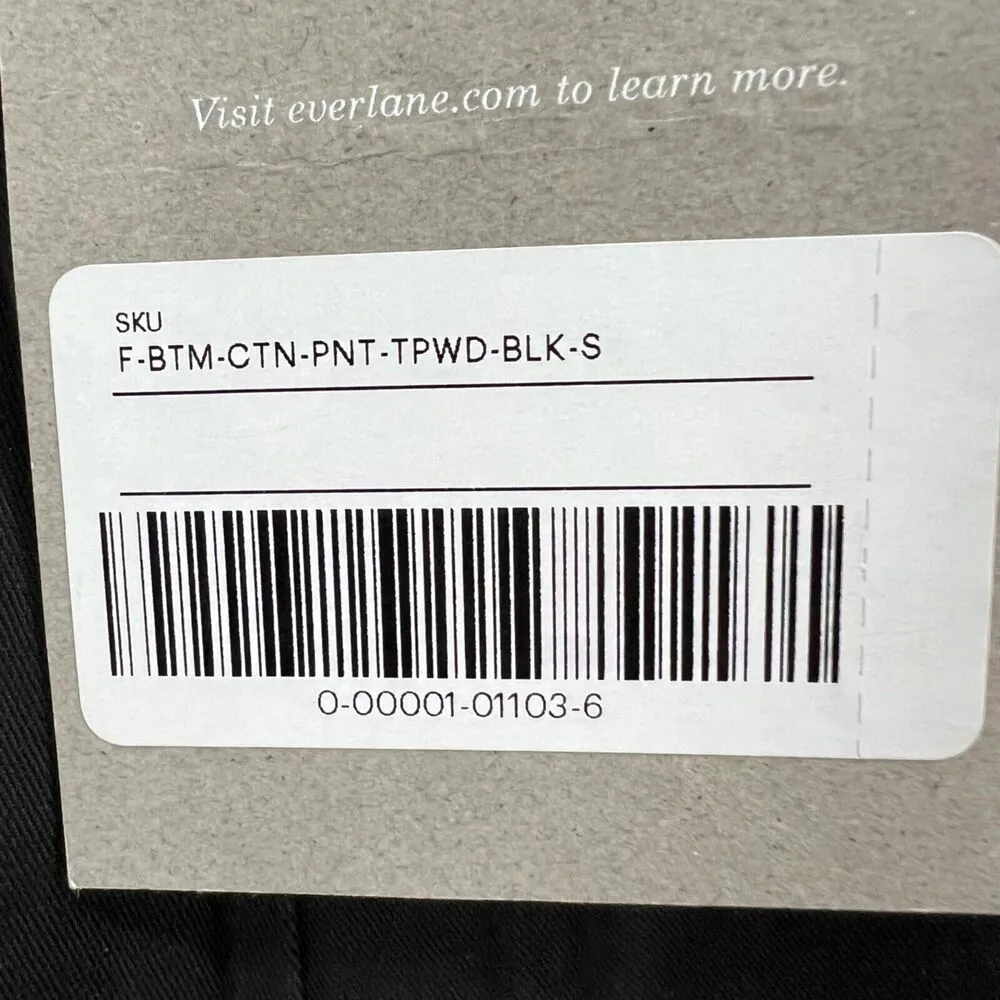 Visit everlane.com to learn more.
SKU
F-BTM-CTN-PNT-TPWD-BLK-S
0-00001-01103-6